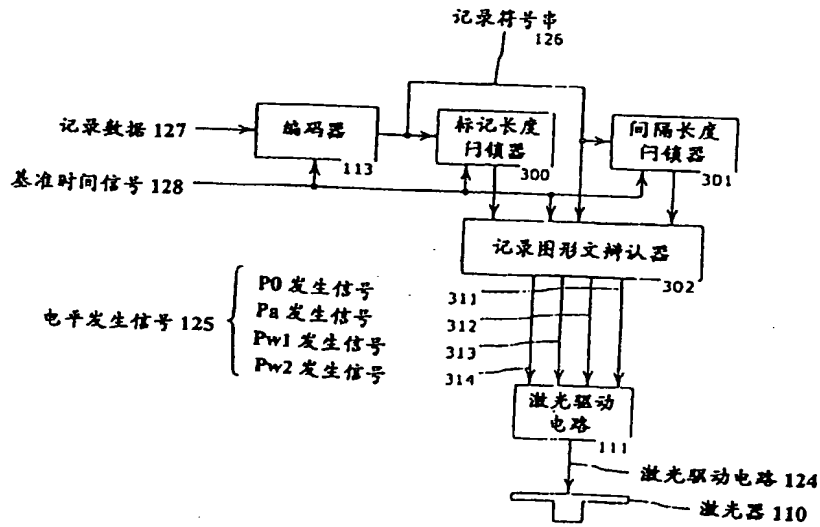 记录符号串
126
记录数据 127
编码器
113
标记长度
闩锁器
300
间隔长度
闩锁器
301
基准时间信号 128
记录图形文辨认器
302
电平发生信号 125
P0 发生信号
Pa 发生信号
Pw1 发生信号
Pw2 发生信号
311
312
313
314
激光驱动
电路
111
激光驱动电路 124
激光器 110